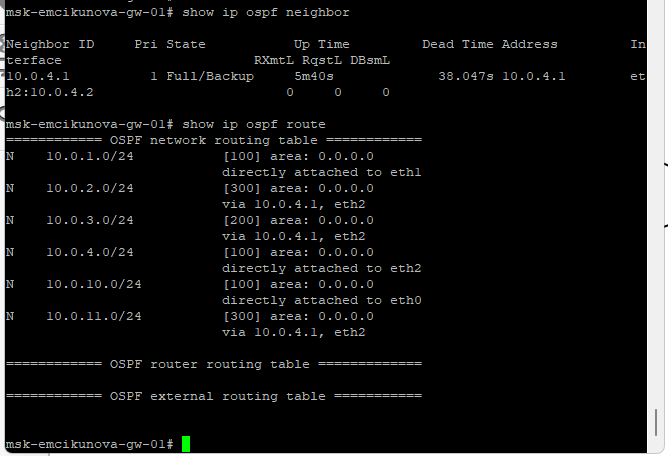 msk-emcikunova-gw-01# show ip ospf neighbor
Neighbor ID     Pri State           Up Time         Dead Time Address         In
terface                        RXmtL RqstL DBsmL
10.0.4.1          1 Full/Backup     5m40s             38.047s 10.0.4.1        et
h2:10.0.4.2                        0     0     0
msk-emcikunova-gw-01# show ip ospf route
============ OSPF network routing table ============
N    10.0.1.0/24           [100] area: 0.0.0.0
                           directly attached to eth1
N    10.0.2.0/24           [300] area: 0.0.0.0
                           via 10.0.4.1, eth2
N    10.0.3.0/24           [200] area: 0.0.0.0
                           via 10.0.4.1, eth2
N    10.0.4.0/24           [100] area: 0.0.0.0
                           directly attached to eth2
N    10.0.10.0/24          [100] area: 0.0.0.0
                           directly attached to eth0
N    10.0.11.0/24          [300] area: 0.0.0.0
                           via 10.0.4.1, eth2
============ OSPF router routing table =============
============ OSPF external routing table ===========
msk-emcikunova-gw-01#